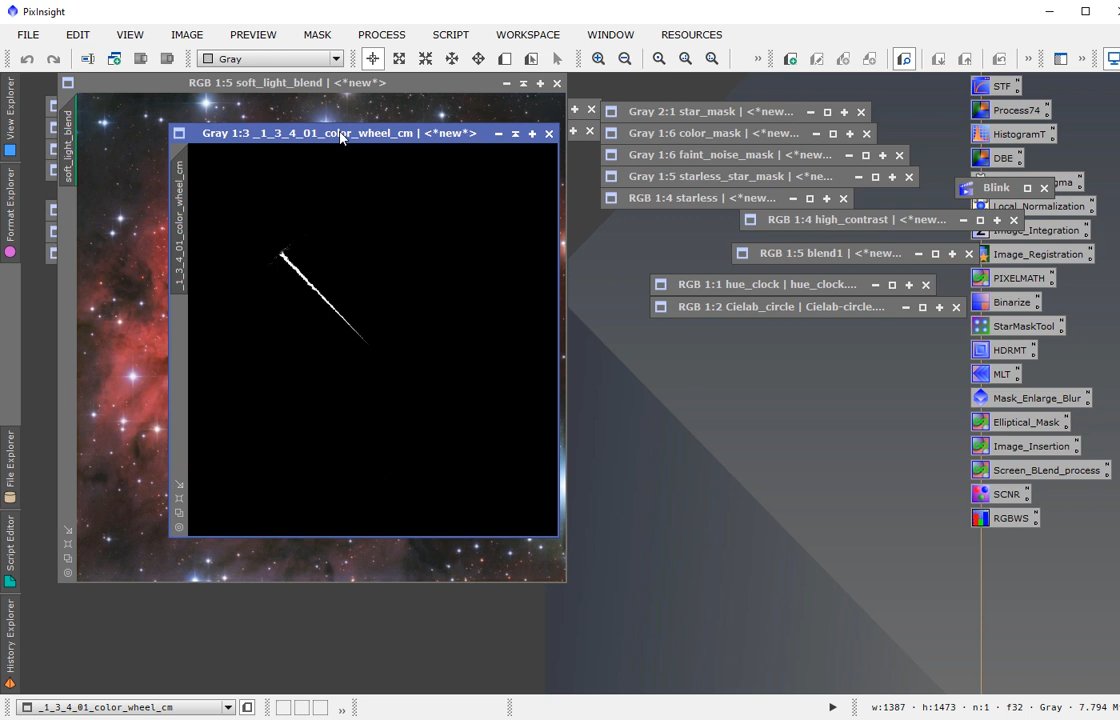 PixInsight
FILE EDIT VIEW IMAGE PREVIEW MASK PROCESS SCRIPT WORKSPACE WINDOW RESOURCES
Gray
RGB 1:5 soft_light_blend | <*new*>
Gray 1:3 _1_3_4_01_color_wheel_cm | <*new*>
Gray 2:1 star_mask | <*new...
Gray 1:6 color_mask | <*new...
Gray 1:6 faint_noise_mask | <*new...
Gray 1:5 starless_star_mask | <*ne...
RGB 1:4 starless | <*new...
RGB 1:4 high_contrast | <*new...
RGB 1:5 blend1 | <*new...
RGB 1:1 hue_clock | hue_clock....
RGB 1:2 Cielab_circle | Cielab-circle....
View Explorer
Format Explorer
File Explorer
Script Editor
History Explorer
soft_light_blend
_1_3_4_01_color_wheel_cm
STF
Process74
HistogramT
DBE
Blink
Local_Normalization
Image_Integration
Image_Registration
PIXELMATH
Binarize
StarMaskTool
HDRMT
MLT
Mask_Enlarge_Blur
Elliptical_Mask
Image_Insertion
Screen_BLend_process
SCNR
RGBWS
_1_3_4_01_color_wheel_cm
w:1387 · h:1473 · n:1 · f32 · Gray · 7.794 M